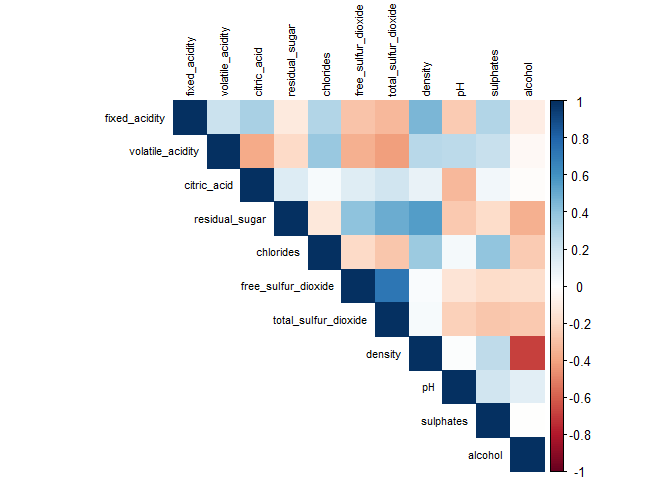 fixed_acidity
volatile_acidity
citric_acid
residual_sugar
chlorides
free_sulfur_dioxide
total_sulfur_dioxide
density
pH
sulphates
alcohol
fixed_acidity
volatile_acidity
citric_acid
residual_sugar
chlorides
free_sulfur_dioxide
total_sulfur_dioxide
density
pH
sulphates
alcohol
1
0.8
0.6
0.4
0.2
0
-0.2
-0.4
-0.6
-0.8
-1